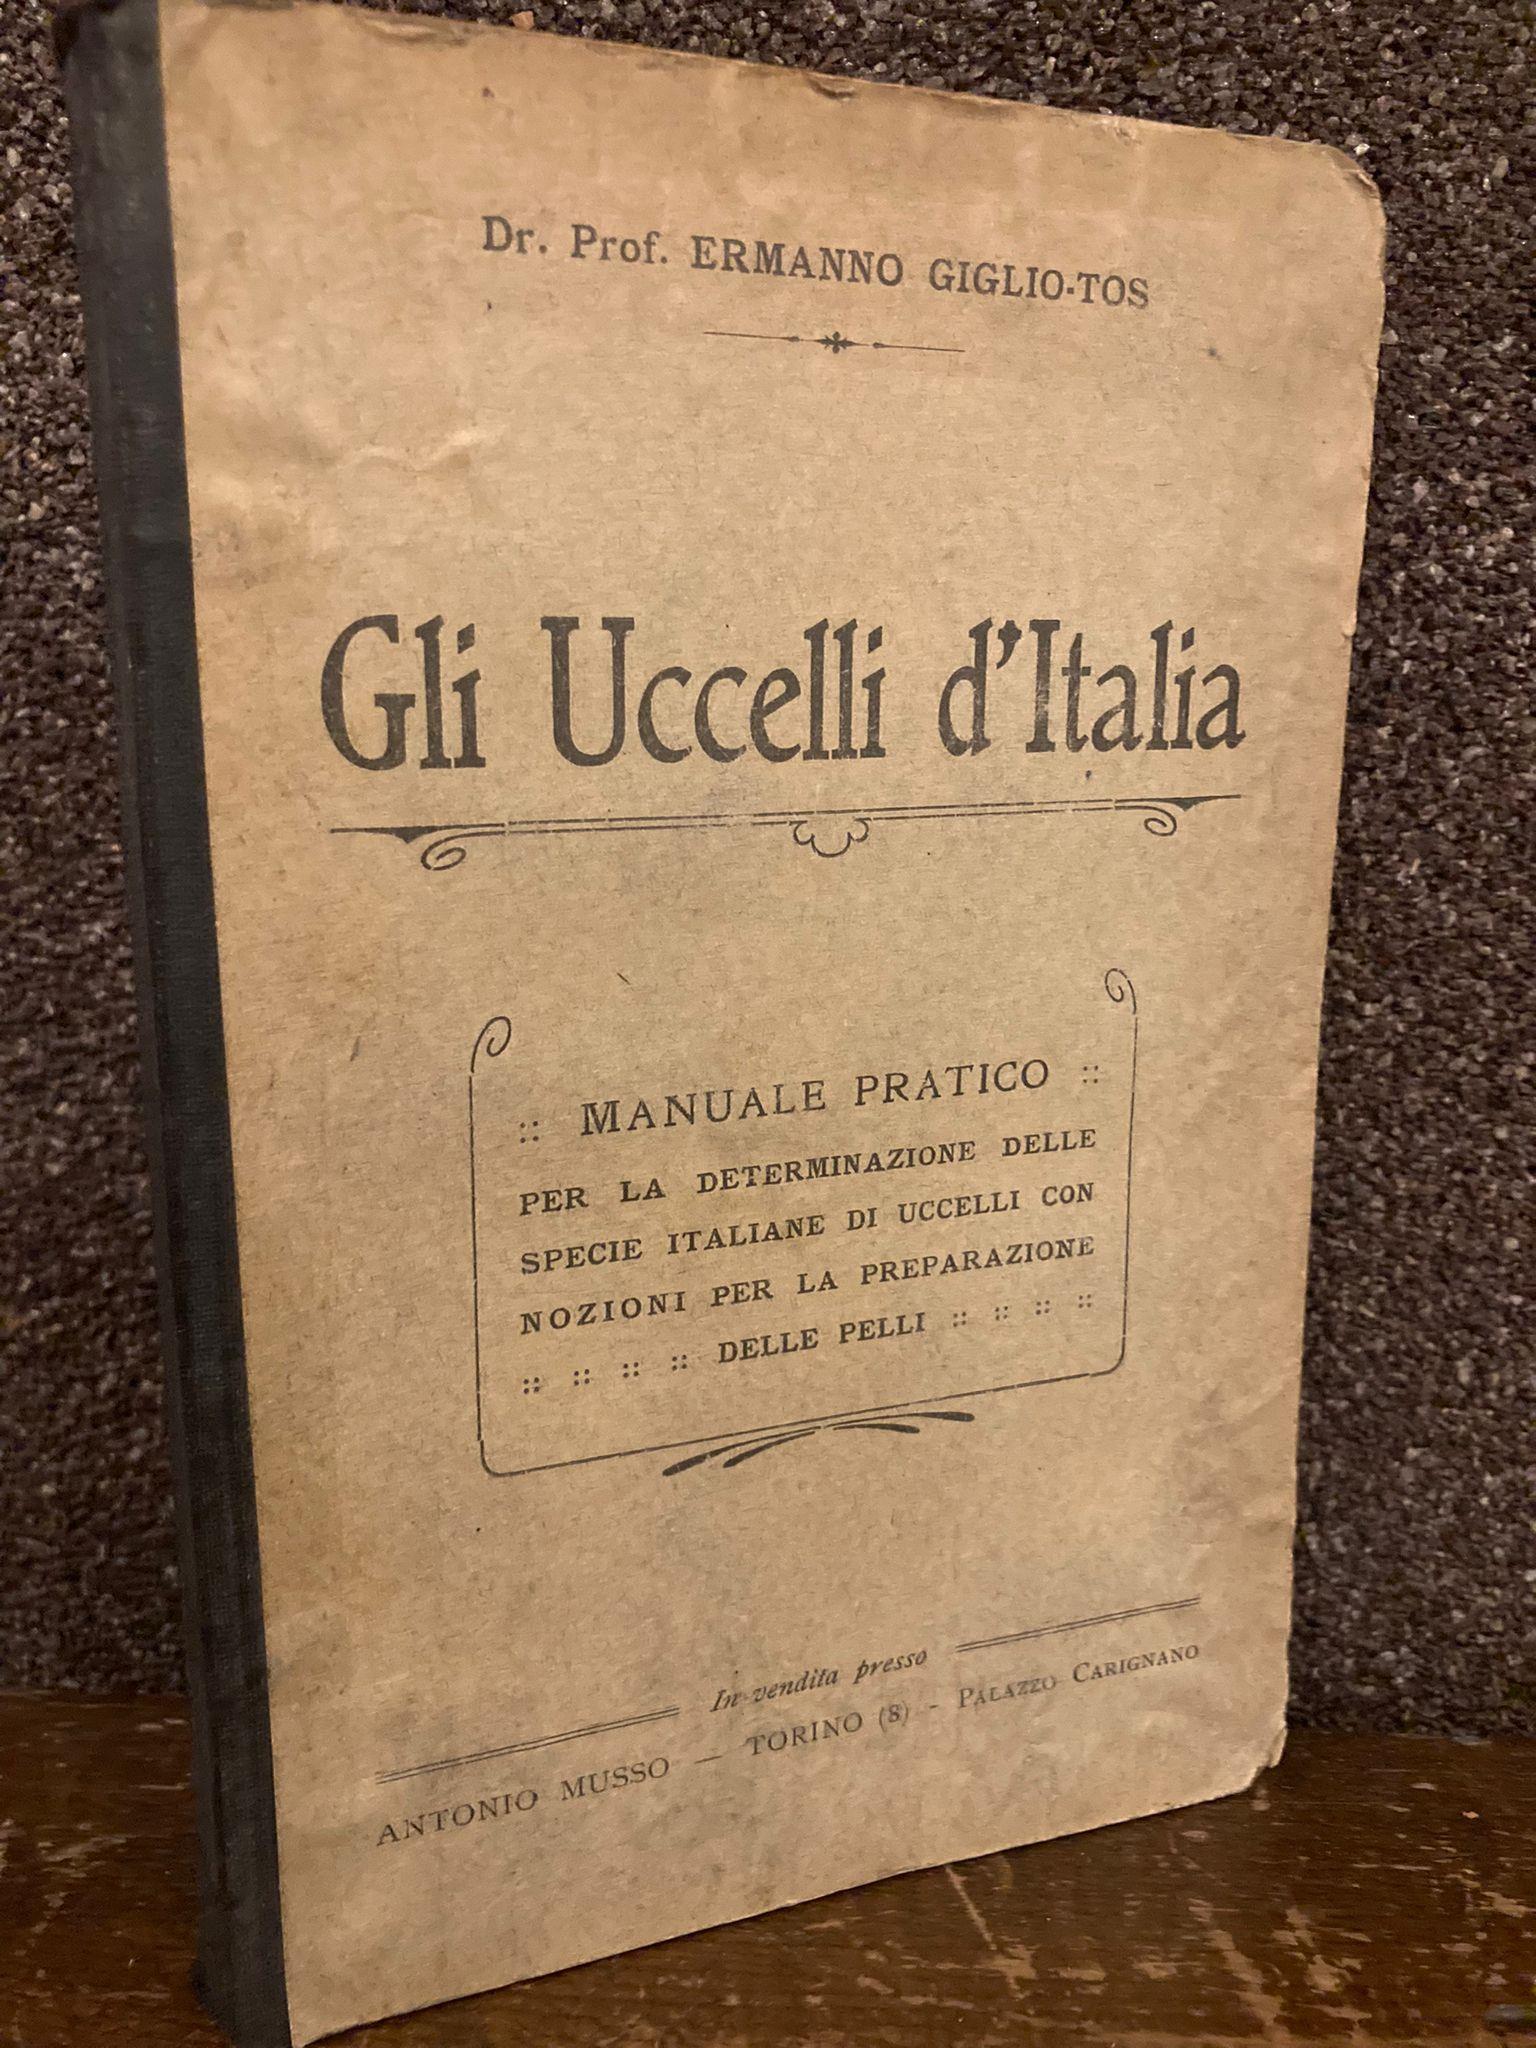 Dr. Prof. ERMANNO GIGLIO-TOS
Gli Uccelli d'Italia
:: MANUALE PRATICO ::
PER LA DETERMINAZIONE DELLE
SPECIE ITALIANE DI UCCELLI CON
NOZIONI PER LA PREPARAZIONE
:: :: :: :: DELLE PELLI :: :: :: ::
In vendita presso
ANTONIO MUSSO — TORINO (8) - PALAZZO CARIGNANO